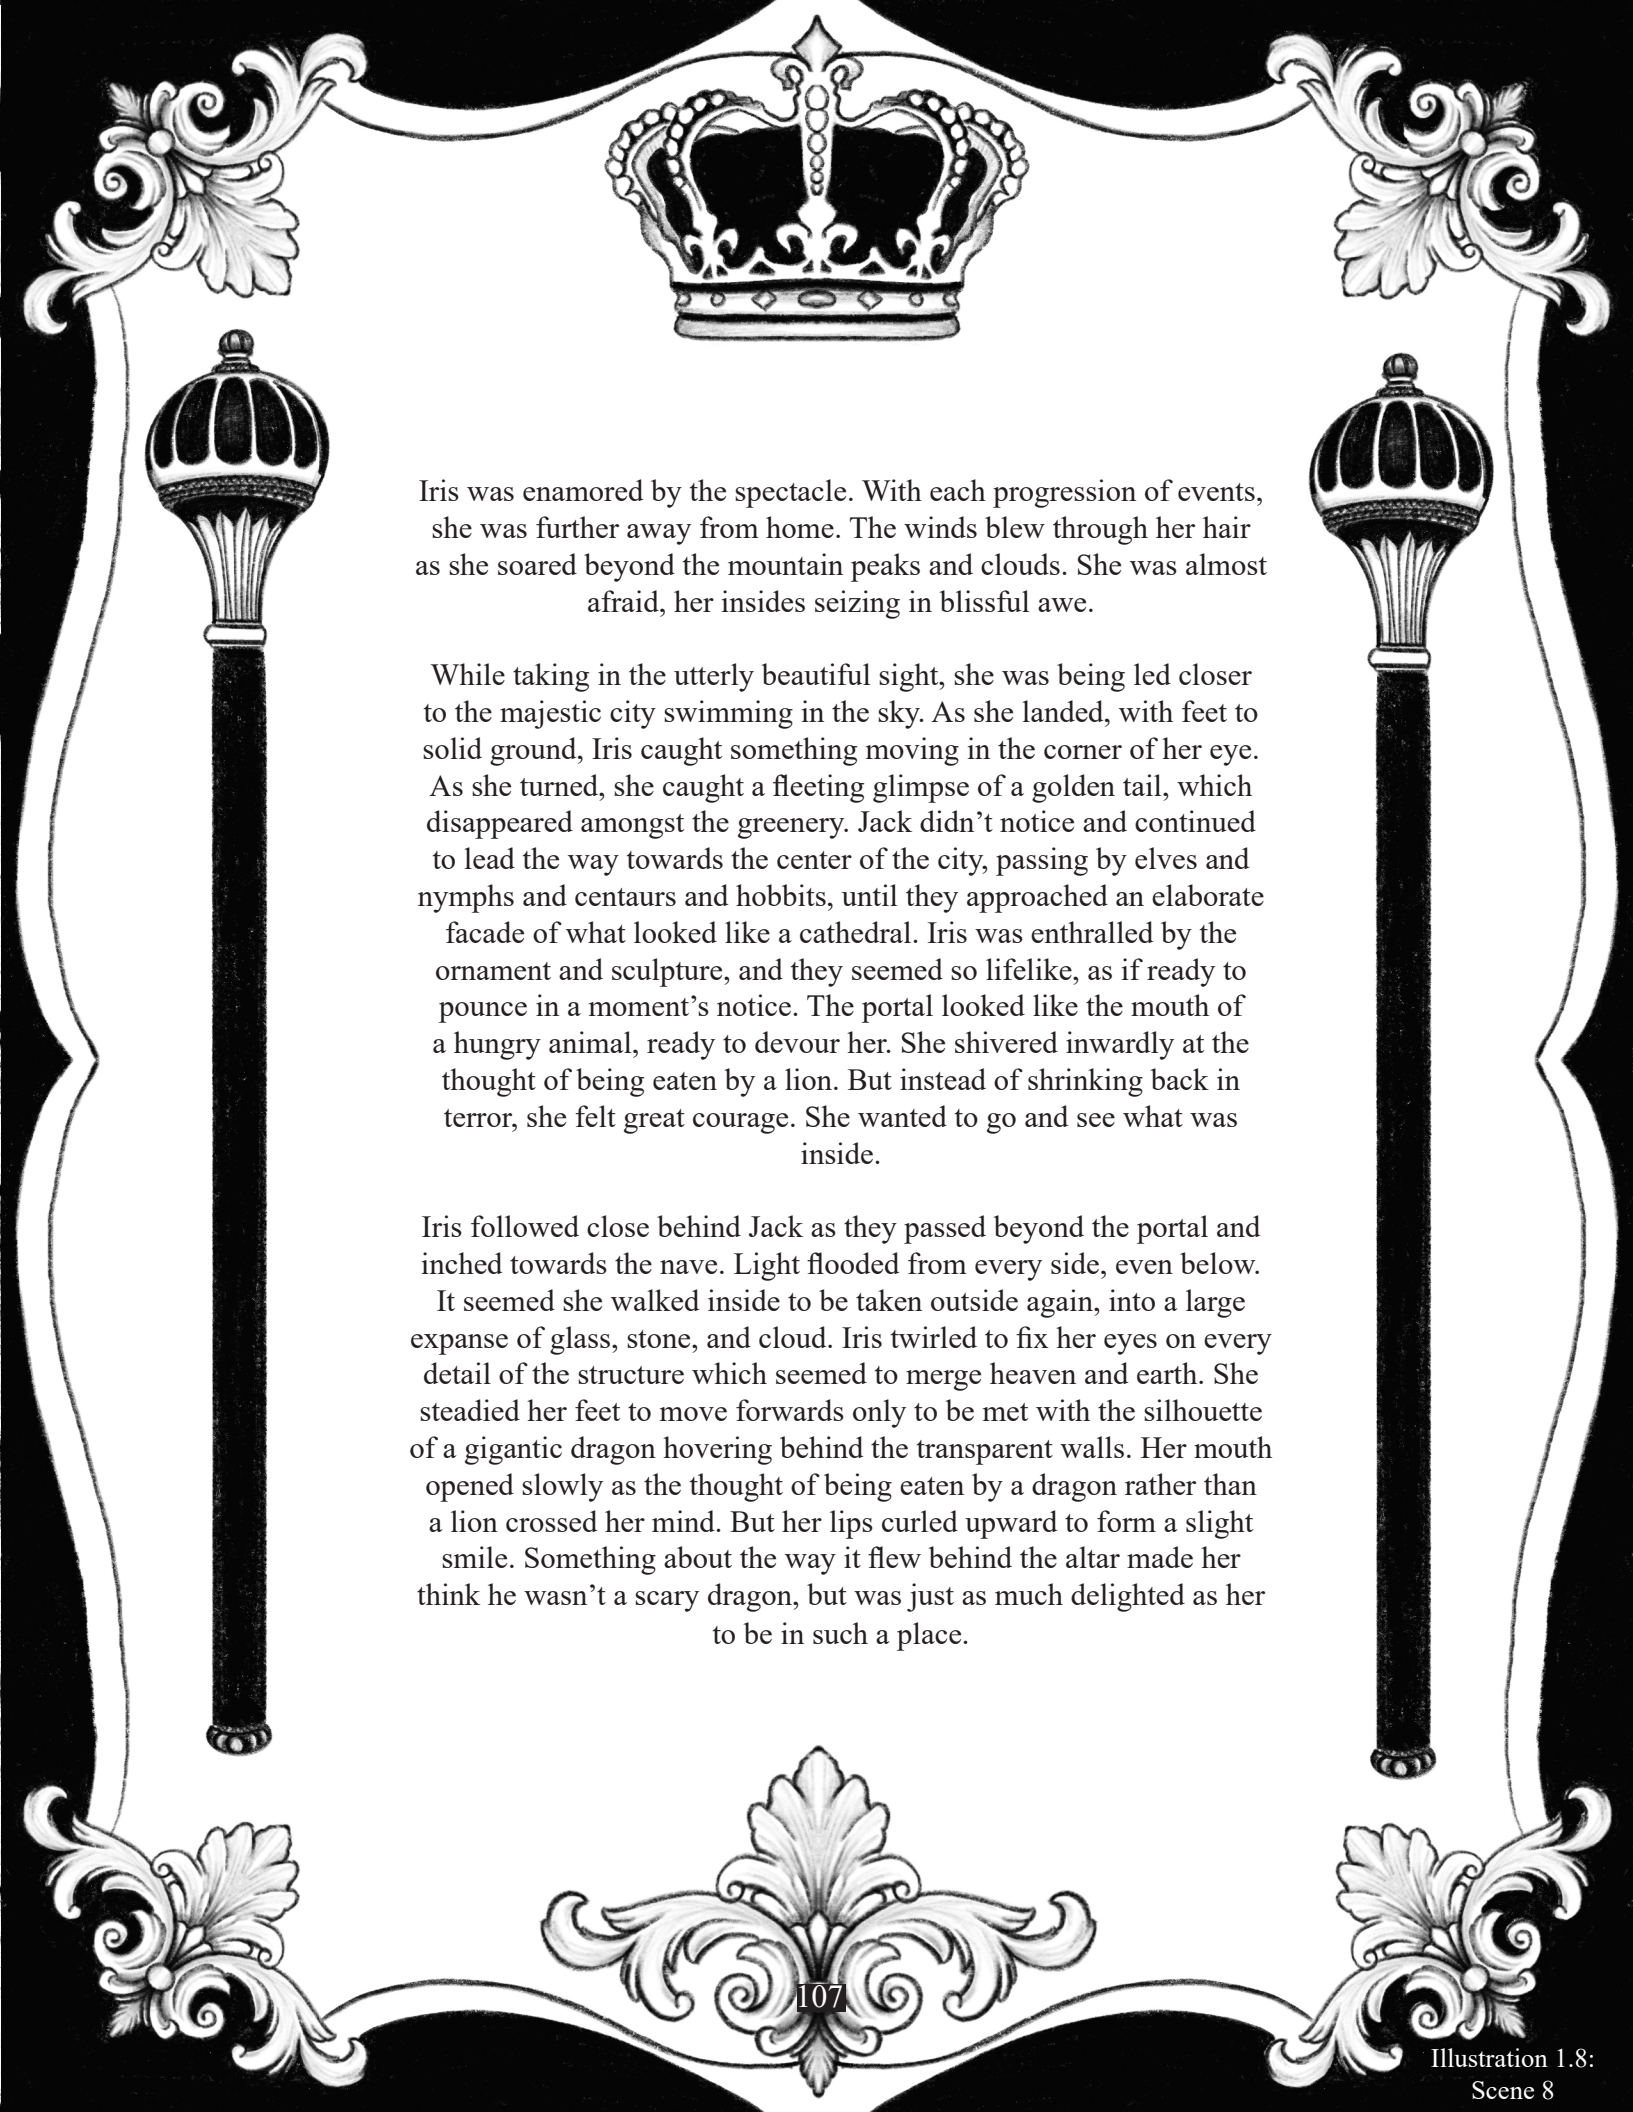 Iris was enamored by the spectacle. With each progression of events,
she was further away from home. The winds blew through her hair
as she soared beyond the mountain peaks and clouds. She was almost
afraid, her insides seizing in blissful awe.
While taking in the utterly beautiful sight, she was being led closer
to the majestic city swimming in the sky. As she landed, with feet to
solid ground, Iris caught something moving in the corner of her eye.
As she turned, she caught a fleeting glimpse of a golden tail, which
disappeared amongst the greenery. Jack didn’t notice and continued
to lead the way towards the center of the city, passing by elves and
nymphs and centaurs and hobbits, until they approached an elaborate
facade of what looked like a cathedral. Iris was enthralled by the
ornament and sculpture, and they seemed so lifelike, as if ready to
pounce in a moment’s notice. The portal looked like the mouth of
a hungry animal, ready to devour her. She shivered inwardly at the
thought of being eaten by a lion. But instead of shrinking back in
terror, she felt great courage. She wanted to go and see what was
inside.
Iris followed close behind Jack as they passed beyond the portal and
inched towards the nave. Light flooded from every side, even below.
It seemed she walked inside to be taken outside again, into a large
expanse of glass, stone, and cloud. Iris twirled to fix her eyes on every
detail of the structure which seemed to merge heaven and earth. She
steadied her feet to move forwards only to be met with the silhouette
of a gigantic dragon hovering behind the transparent walls. Her mouth
opened slowly as the thought of being eaten by a dragon rather than
a lion crossed her mind. But her lips curled upward to form a slight
smile. Something about the way it flew behind the altar made her
think he wasn’t a scary dragon, but was just as much delighted as her
to be in such a place.
107
Illustration 1.8:
Scene 8